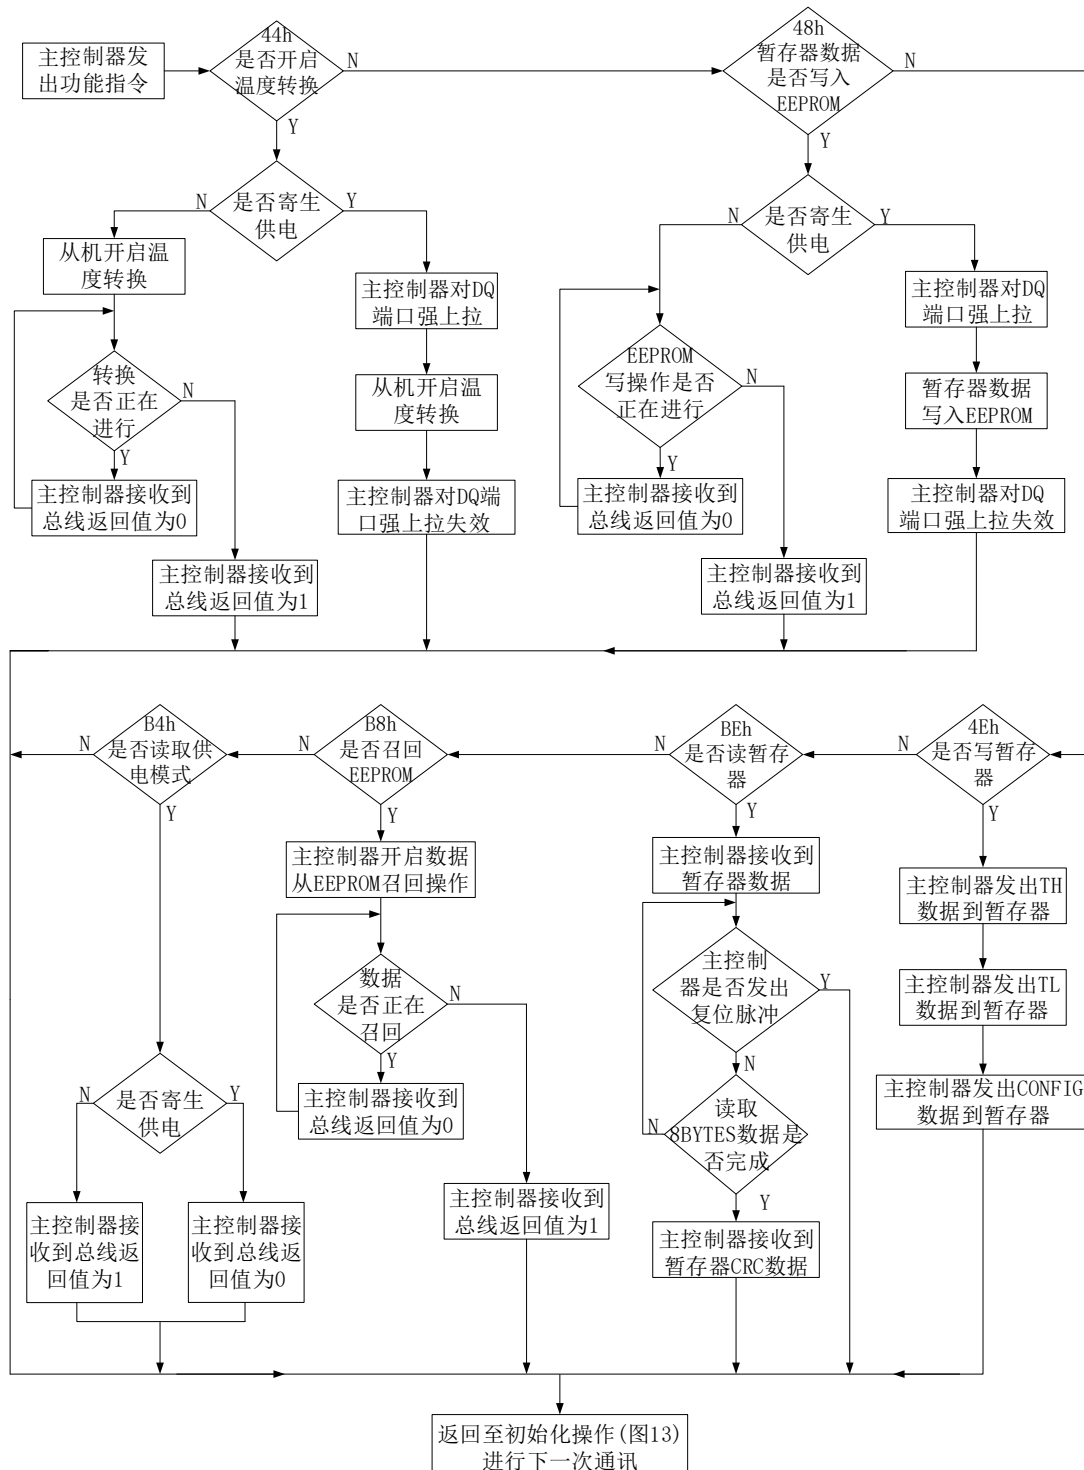 主控制器发
出功能指令
44h
是否开启
温度转换
N
Y
48h
暂存器数据
是否写入
EEPROM
N
Y
是否寄生
供电
N
Y
从机开启温
度转换
转换
是否正在
进行
N
Y
主控制器接收到
总线返回值为0
主控制器接收到
总线返回值为1
主控制器对DQ
端口强上拉
从机开启温
度转换
主控制器对DQ端
口强上拉失效
是否寄生
供电
N
Y
EEPROM
写操作是否
正在进行
N
Y
主控制器接收到
总线返回值为0
主控制器接收到
总线返回值为1
主控制器对DQ
端口强上拉
暂存器数据
写入EEPROM
主控制器对DQ
端口强上拉失效
B4h
是否读取供
电模式
N
Y
B8h
是否召回
EEPROM
N
Y
BEh
是否读暂存
器
N
Y
4Eh
是否写暂存
器
N
Y
是否寄生
供电
N
Y
主控制器接
收到总线返
回值为1
主控制器接
收到总线返
回值为0
主控制器开启数据
从EEPROM召回操作
数据
是否正在
召回
N
Y
主控制器接收到
总线返回值为0
主控制器接收到
总线返回值为1
主控制器接收到
暂存器数据
主控制
器是否发出
复位脉冲
Y
N
读取
8BYTES数据是
否完成
N
Y
主控制器接收到
暂存器CRC数据
主控制器发出TH
数据到暂存器
主控制器发出TL
数据到暂存器
主控制器发出CONFIG
数据到暂存器
返回至初始化操作(图13)
进行下一次通讯